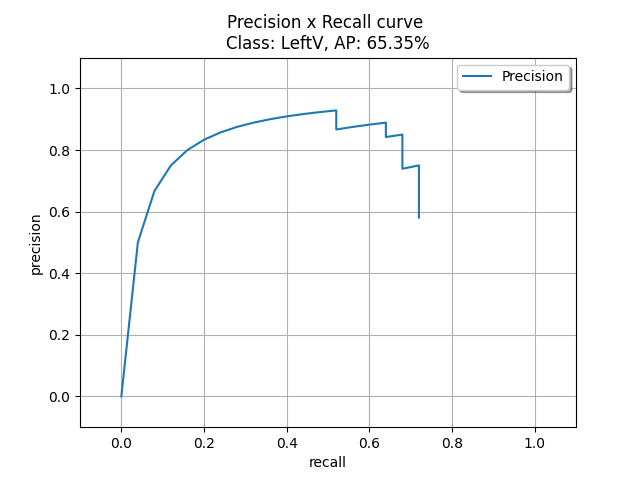 Precision x Recall curve
Class: LeftV, AP: 65.35%
Precision
1.0
0.8
0.6
0.4
0.2
0.0
precision
0.0 0.2 0.4 0.6 0.8 1.0
recall